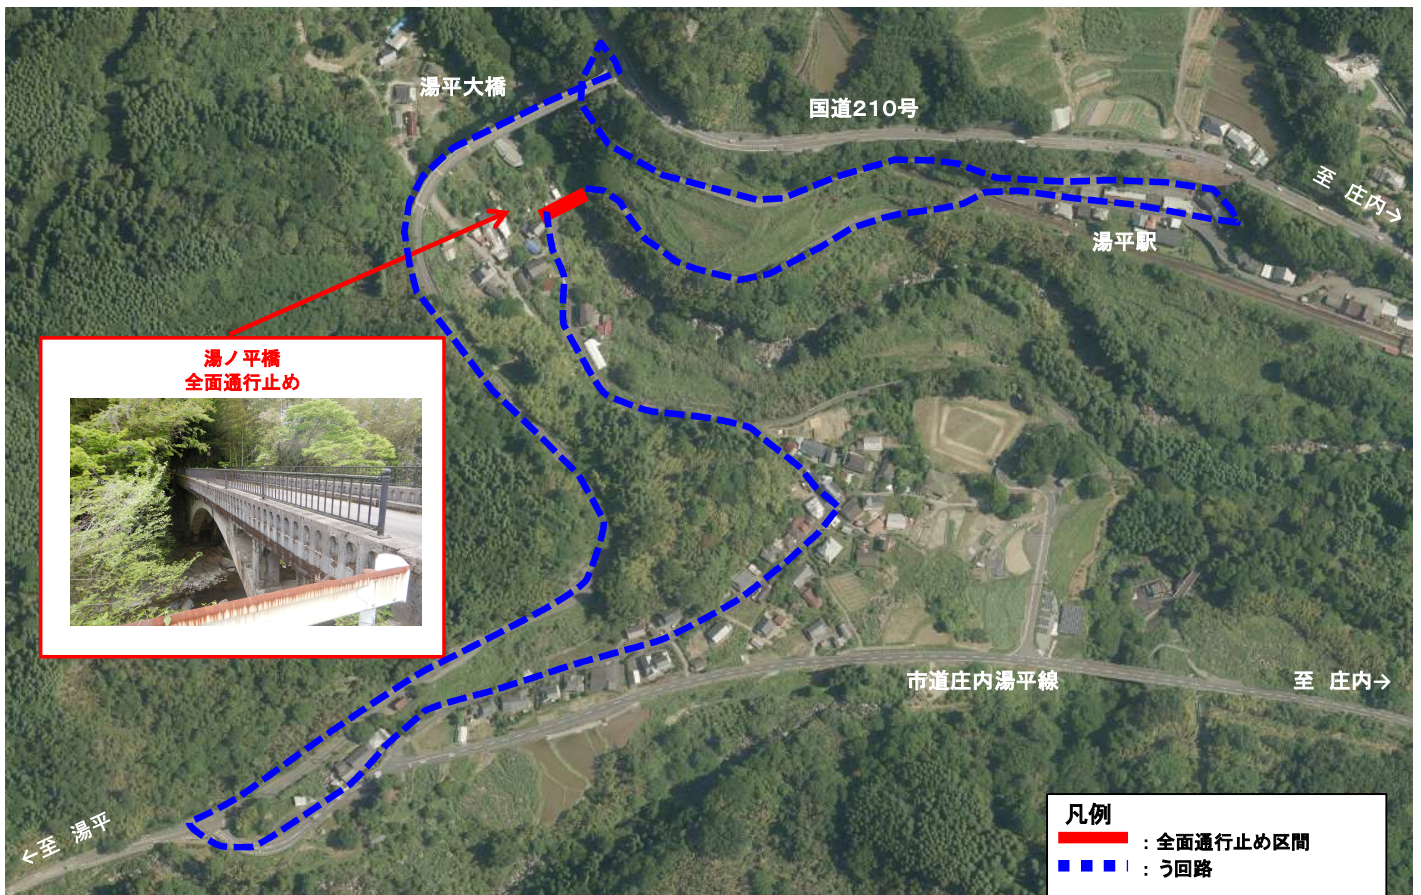 湯平大橋
国道210号
至 庄内→
湯平駅
湯ノ平橋
全面通行止め
市道庄内湯平線
至 庄内→
←至 湯平
凡例
：全面通行止め区間
：う回路